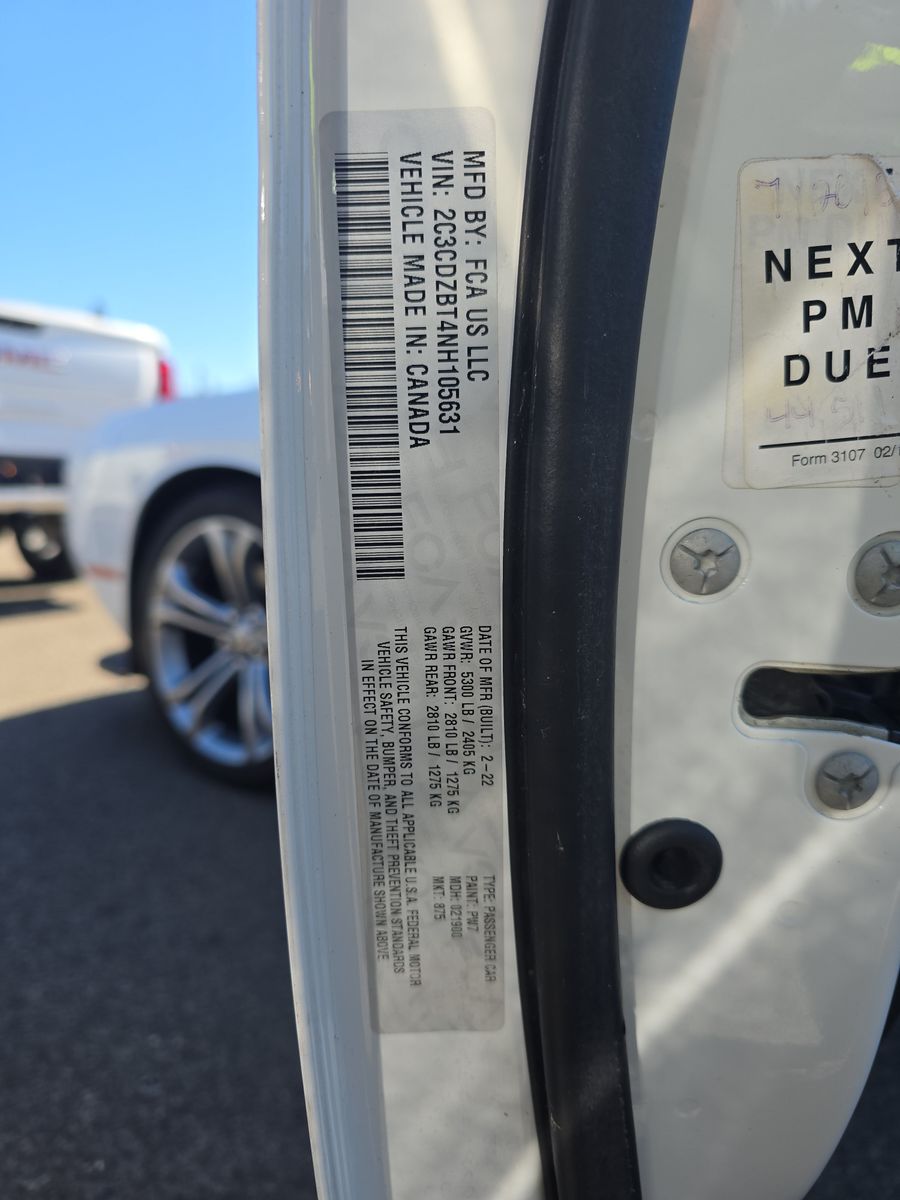 MFD BY: FCA US LLC
VIN: 2C3CDZBT4NH105631
VEHICLE MADE IN: CANADA
DATE OF MFR (BUILT): 2-22
GVWR: 5300 LB / 2405 KG
GAWR FRONT: 2810 LB / 1275 KG
GAWR REAR: 2810 LB / 1275 KG
THIS VEHICLE CONFORMS TO ALL APPLICABLE U.S.A. FEDERAL MOTOR
VEHICLE SAFETY, BUMPER, AND THEFT PREVENTION STANDARDS
IN EFFECT ON THE DATE OF MANUFACTURE SHOWN ABOVE
TYPE: PASSENGER CAR
PAINT: PW7
MDH: 021900
MKT: 875
NEXT
PM
DUE
Form 3107 02/